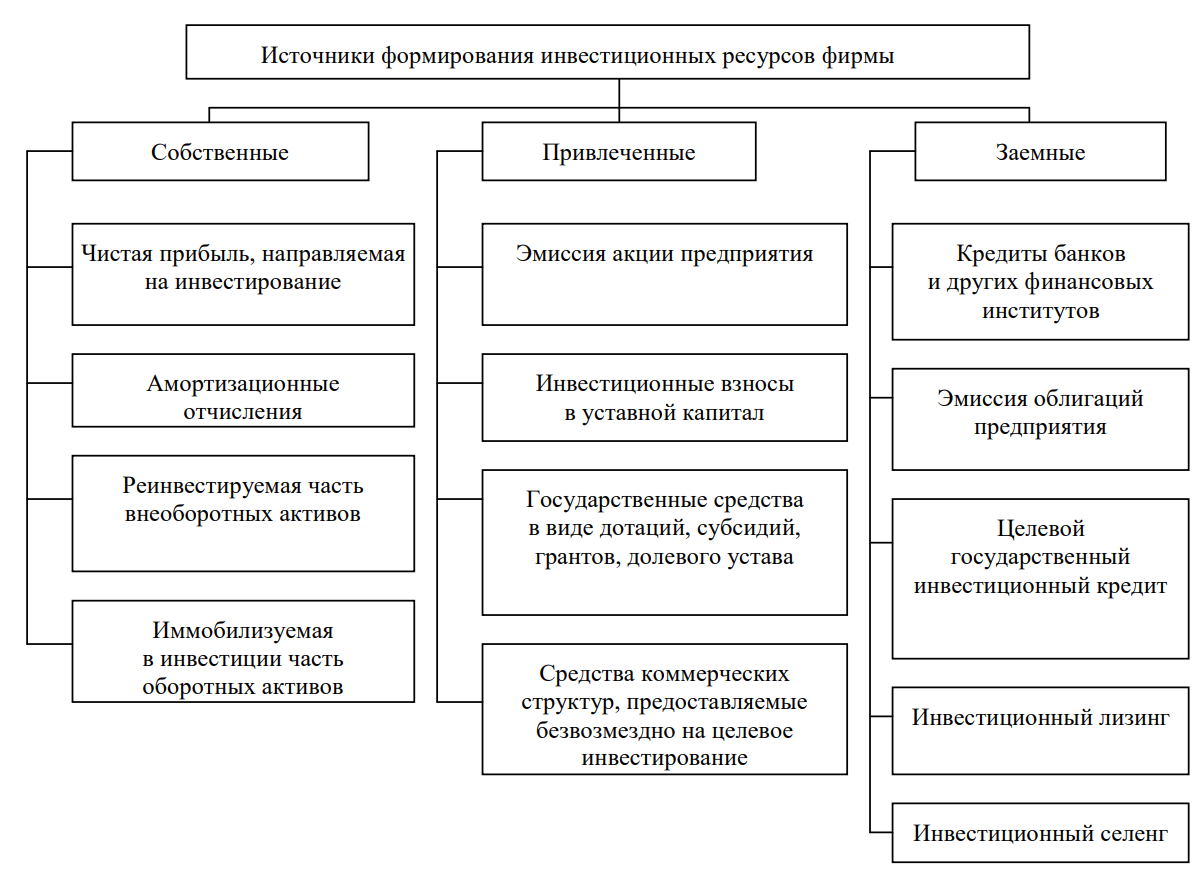 Источники формирования инвестиционных ресурсов фирмы
Собственные
Привлеченные
Заемные
Чистая прибыль, направляемая
на инвестирование
Амортизационные
отчисления
Реинвестируемая часть
внеоборотных активов
Иммобилизуемая
в инвестиции часть
оборотных активов
Эмиссия акции предприятия
Инвестиционные взносы
в уставной капитал
Государственные средства
в виде дотаций, субсидий,
грантов, долевого устава
Средства коммерческих
структур, предоставляемые
безвозмездно на целевое
инвестирование
Кредиты банков
и других финансовых
институтов
Эмиссия облигаций
предприятия
Целевой
государственный
инвестиционный кредит
Инвестиционный лизинг
Инвестиционный селенг